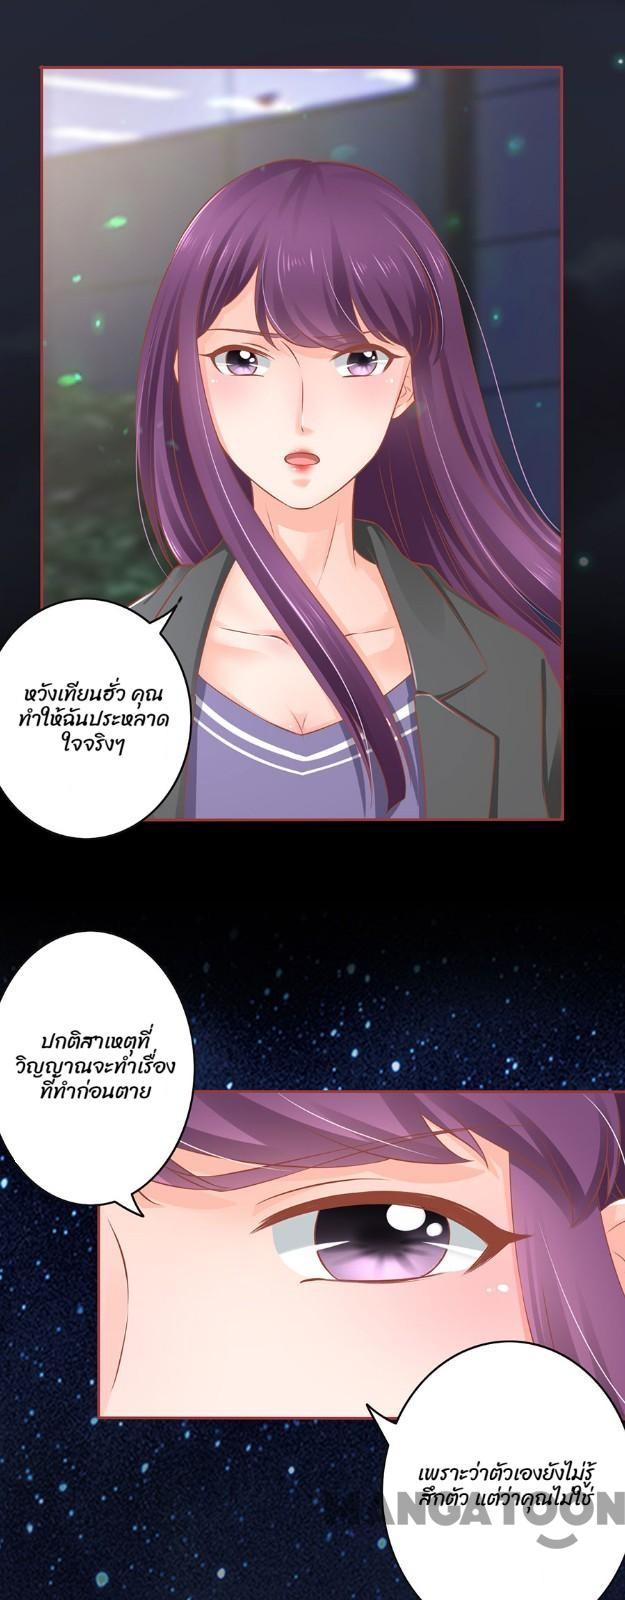 หวังเทียนฮั่ว คุณ
ทำให้ฉันประหลาด
ใจจริงๆ
ปกติสาเหตุที่
วิญญาณจะทำเรื่อง
ที่ทำก่อนตาย
เพราะว่าตัวเองยังไม่รู้
สึกตัว แต่ว่าคุณไม่ใช่
MANGATOON